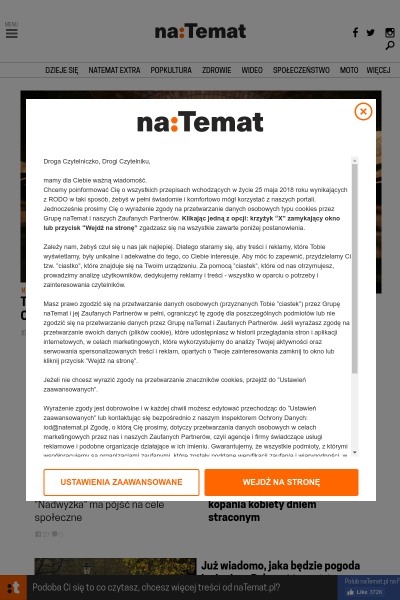 MENU
na:Temat
DZIEJE SIĘ NATEMAT EXTRA POPKULTURA ZDROWIE WIDEO SPOŁECZEŃSTWO MOTO WIĘCEJ
na:Temat
Droga Czytelniczko, Drogi Czytelniku,
mamy dla Ciebie ważną wiadomość.
Chcemy poinformować Cię o wszystkich przepisach wchodzących w życie 25 maja 2018 roku wynikających
z RODO w taki sposób, żebyś w pełni świadomie i komfortowo mógł korzystać z naszych portali.
Jednocześnie prosimy Cię o wyrażenie zgody na przetwarzanie danych osobowych typu cookies przez
Grupę naTemat i naszych Zaufanych Partnerów. Klikając jedną z opcji: krzyżyk "X" zamykający okno
lub przycisk "Wejdź na stronę" zgadzasz się na wszystkie zawarte poniżej postanowienia.
Zależy nam, żebyś czuł się u nas jak najlepiej. Dlatego staramy się, aby treści i reklamy, które Tobie
wyświetlamy, były unikalne i adekwatne do tego, co Ciebie interesuje. Aby móc to zapewnić, przydzielamy Ci
tzw. "ciastko", które znajduje się na Twoim urządzeniu. Za pomocą "ciastek", które od nas otrzymujesz,
prowadzimy analizę użytkowników, dedykujemy reklamy i treści - wszystko w oparciu o potrzeby i
zainteresowania czytelników.
Masz prawo zgodzić się na przetwarzanie danych osobowych (przyznanych Tobie "ciastek") przez Grupę
naTemat i jej Zaufanych Partnerów w pełni, ograniczyć tę zgodę dla poszczególnych podmiotów lub nie
zgodzić się na przetwarzanie danych przez Grupę naTemat i Zaufanych Partnerów. Jeśli wyrażasz zgodę na
przetwarzanie swoich danych (plików cookie), które udostępniasz w historii przeglądania stron i aplikacji
internetowych, w celach marketingowych, które wykorzystujemy do analizy Twojej aktywności oraz
serwowania spersonalizowanych treści i reklam, opartych o Twoje zainteresowania zamknij to okno lub
kliknij przycisk "Wejdź na stronę".
Jeżeli nie chcesz wyrazić zgody na przetwarzanie znaczników cookies, przejdź do "Ustawień
zaawansowanych".
Wyrażenie zgody jest dobrowolne i w każdej chwili możesz edytować przechodząc do "Ustawień
zaawansowanych" lub kontaktując się bezpośrednio z naszym Inspektorem Ochrony Danych:
iod@natemat.pl Zgodę, o którą Cię prosimy, dotyczy przetwarzania danych osobowych w celach
marketingowych przez nas i naszych Zaufanych Partnerów, czyli agencje i firmy świadczące usługi
reklamowe i podobne organizacje działające w ich imieniu. Gwarantujemy, że wszystkie podmioty, z którymi
współpracujemy są organizacjami zaufanymi, które zostały poddane weryfikacji zaufania i wiarygodności, w
USTAWIENIA ZAAWANSOWANE WEJDŹ NA STRONĘ
"Nadwyżka" ma pójść na cele
społeczne
kopania kobiety dniem
straconym
Już wiadomo, jaka będzie pogoda
:t Podoba Ci się to co czytasz, chcesz więcej treści od naTemat.pl?
Polub naTemat.pl na F
Like 372K